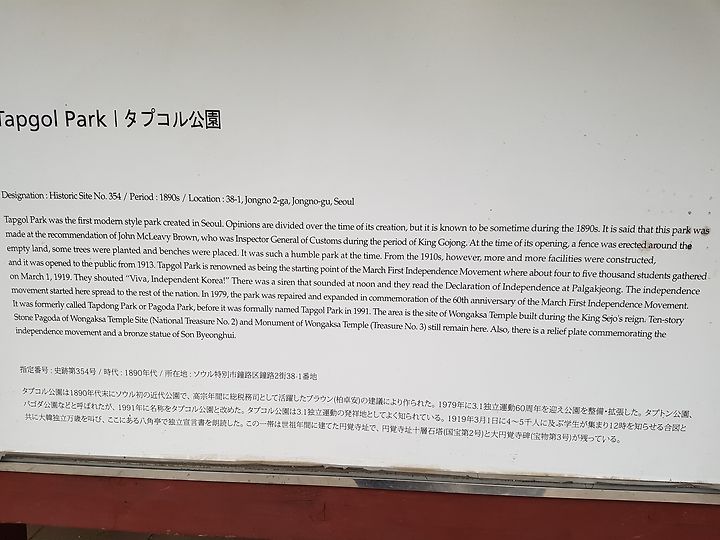 Tapgol Park | タプコル公園
Designation : Historic Site No. 354 / Period : 1890s / Location : 38-1, Jongno 2-ga, Jongno-gu, Seoul
Tapgol Park was the first modern style park created in Seoul. Opinions are divided over the time of its creation, but it is known to be sometime during the 1890s. It is said that this park was
made at the recommendation of John McLeavy Brown, who was Inspector General of Customs during the period of King Gojong. At the time of its opening, a fence was erected around the
empty land, some trees were planted and benches were placed. It was such a humble park at the time. From the 1910s, however, more and more facilities were constructed,
and it was opened to the public from 1913. Tapgol Park is renowned as being the starting point of the March First Independence Movement where about four to five thousand students gathered
on March 1, 1919. They shouted "Viva, Independent Korea!" There was a siren that sounded at noon and they read the Declaration of Independence at Palgakjeong. The independence
movement started here spread to the rest of the nation. In 1979, the park was repaired and expanded in commemoration of the 60th anniversary of the March First Independence Movement.
It was formerly called Tapdong Park or Pagoda Park, before it was formally named Tapgol Park in 1991. The area is the site of Wongaksa Temple built during the King Sejo's reign. Ten-story
Stone Pagoda of Wongaksa Temple Site (National Treasure No. 2) and Monument of Wongaksa Temple (Treasure No. 3) still remain here. Also, there is a relief plate commemorating the
independence movement and a bronze statue of Son Byeonghui.
指定番号 : 史跡第354号 / 時代 : 1890年代 / 所在地 : ソウル特別市鐘路区鐘路2街38-1番地
タプコル公園は1890年代末にソウル初の近代公園で、高宗年間に総税務司として活躍したブラウン(柏卓安)の建議により作られた。1979年に3.1独立運動60周年を迎え公園を整備・拡張した。タプトン公園、
パゴダ公園などと呼ばれたが、1991年に名称をタプコル公園と改めた。タプコル公園は3.1独立運動の発祥地としてよく知られている。1919年3月1日に4～5千人に及ぶ学生が集まり12時を知らせる合図と
共に大韓独立万歳を叫び、ここにある八角亭で独立宣言書を朗読した。この一帯は世祖年間に建てた円覚寺址で、円覚寺址十層石塔(国宝第2号)と大円覚寺碑(宝物第3号)が残っている。